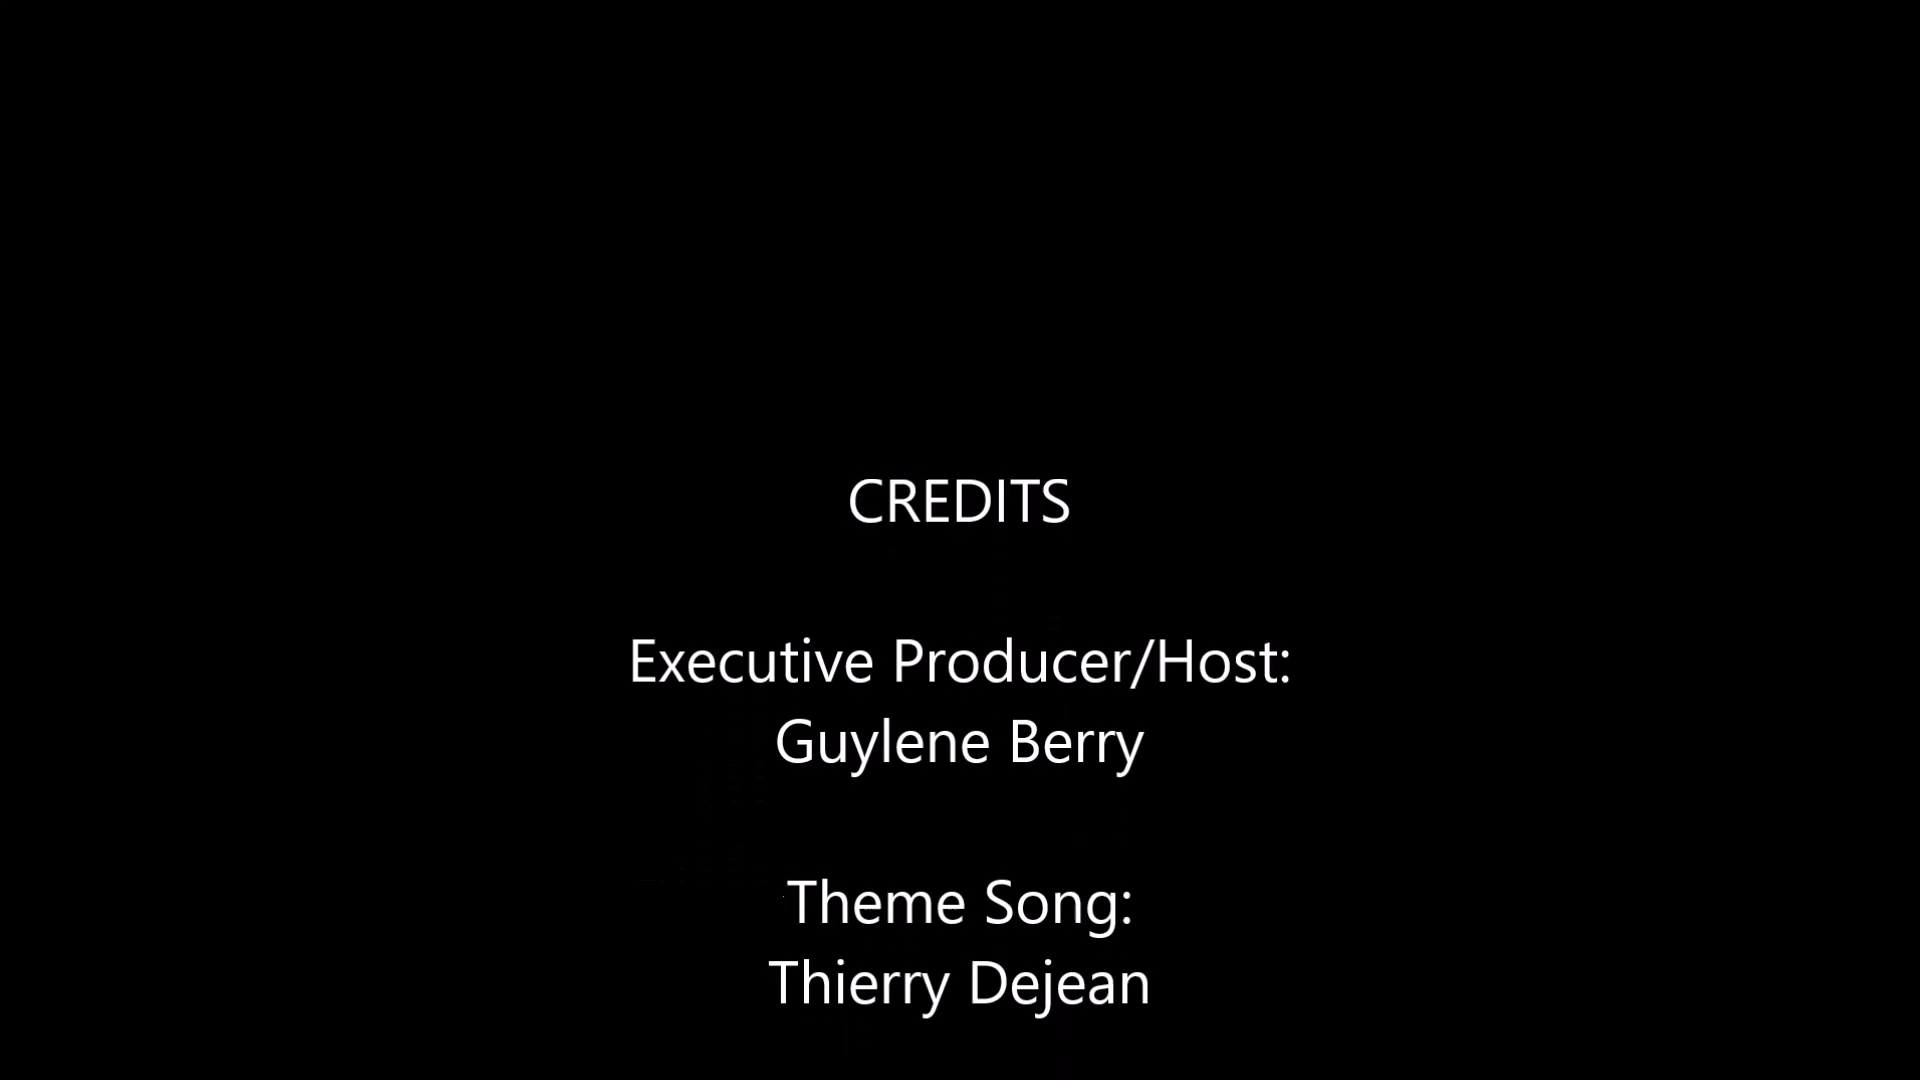 CREDITS
Executive Producer/Host:
Guylene Berry
Theme Song:
Thierry Dejean